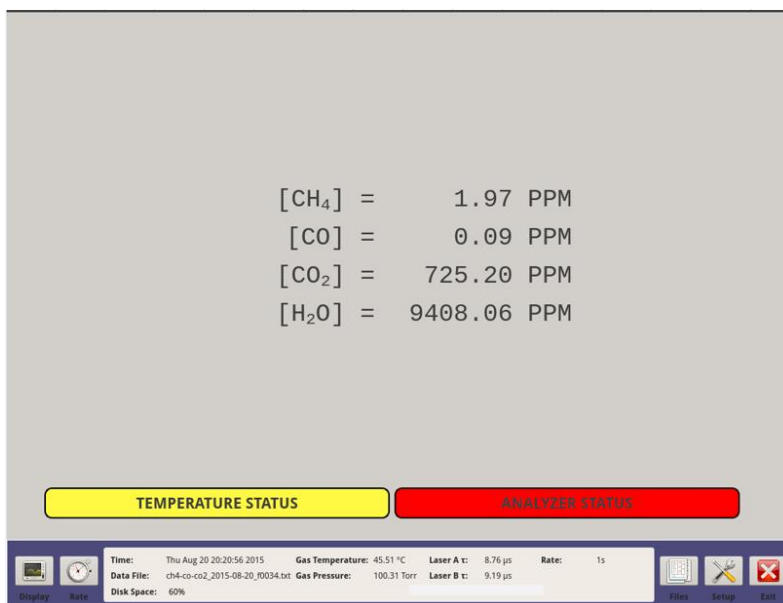 [CH₄] = 1.97 PPM
[CO] = 0.09 PPM
[CO₂] = 725.20 PPM
[H₂O] = 9408.06 PPM
TEMPERATURE STATUS ANALYZER STATUS
Time: Thu Aug 20 20:20:56 2015 Gas Temperature: 45.51 °C Laser A τ: 8.76 μs Rate: 1s
Data File: ch4-co-co2_2015-08-20_f0034.txt Gas Pressure: 100.31 Torr Laser B τ: 9.19 μs
Disk Space: 60%
Display Rate Files Setup Exit